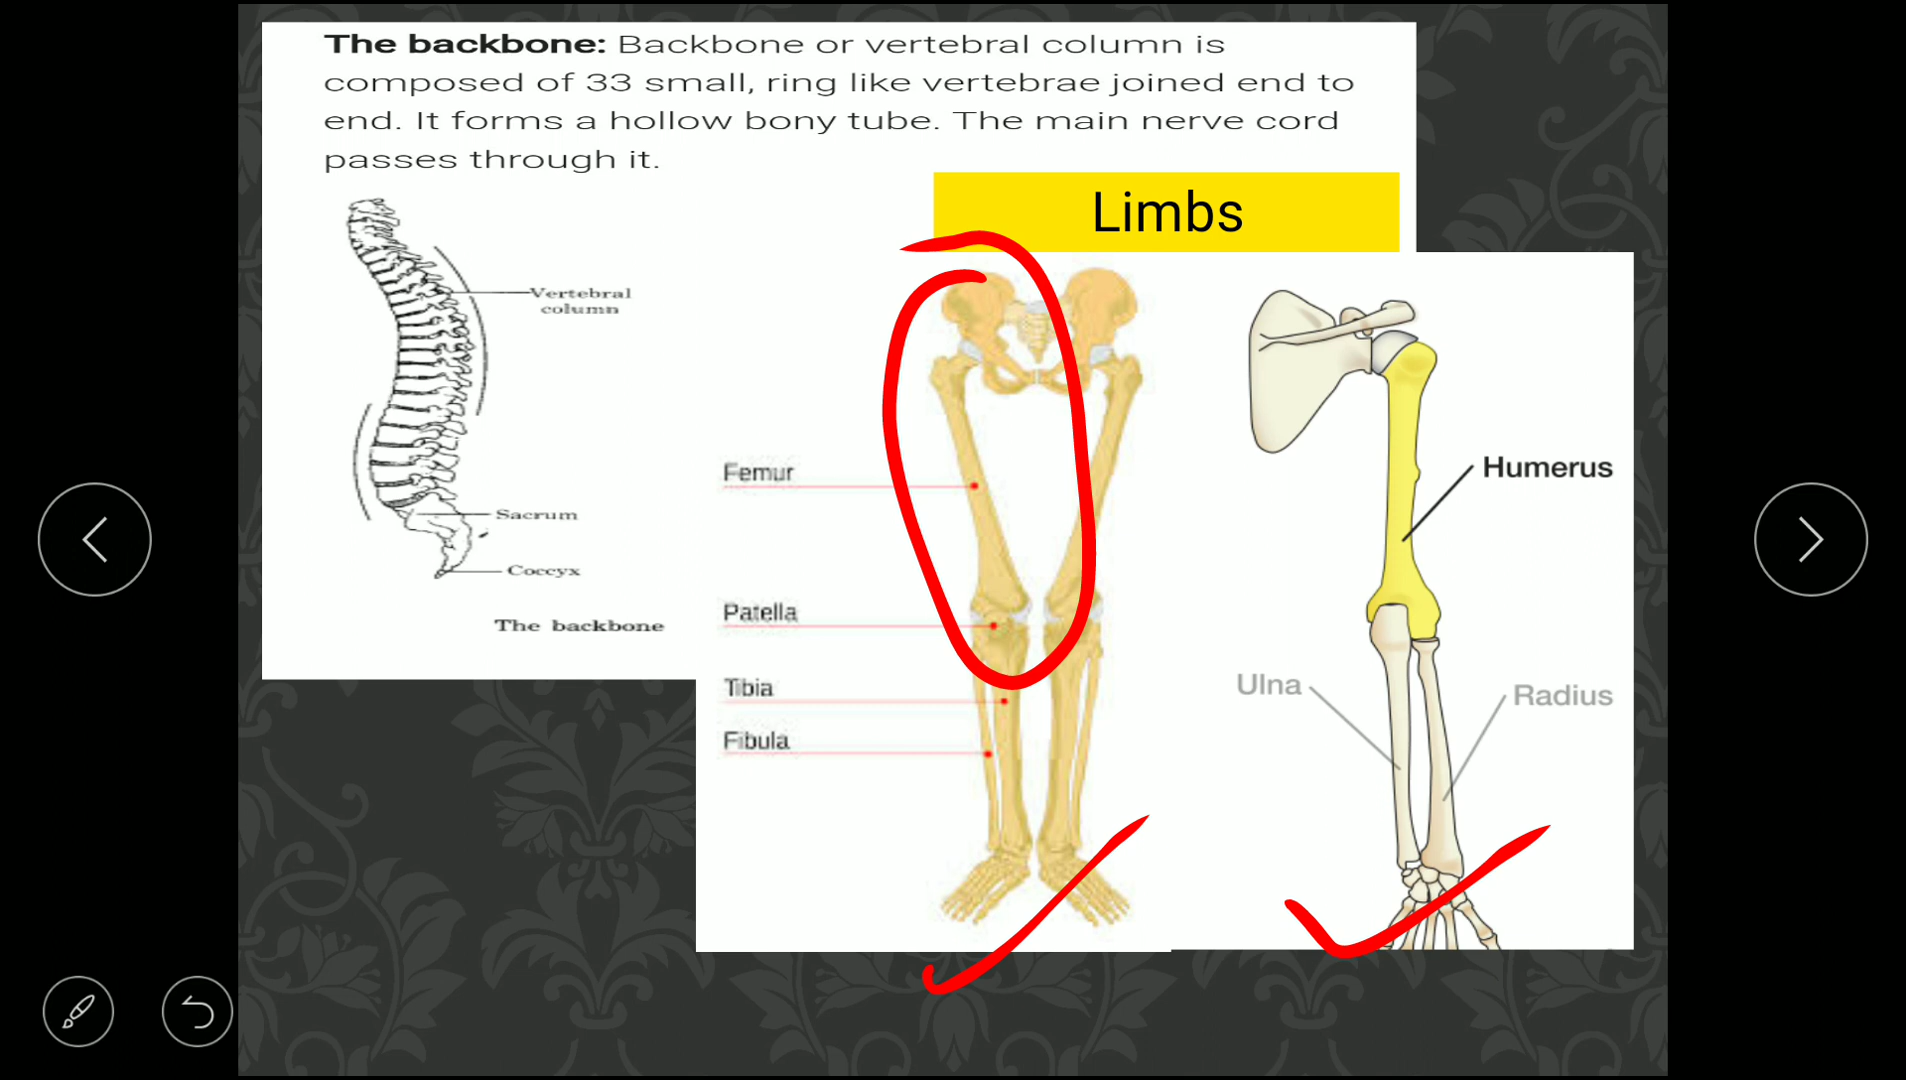 The backbone: Backbone or vertebral column is
composed of 33 small, ring like vertebrae joined end to
end. It forms a hollow bony tube. The main nerve cord
passes through it.
Vertebral
column
Sacrum
Coccyx
The backbone
Limbs
Femur
Patella
Tibia
Fibula
Humerus
Ulna
Radius